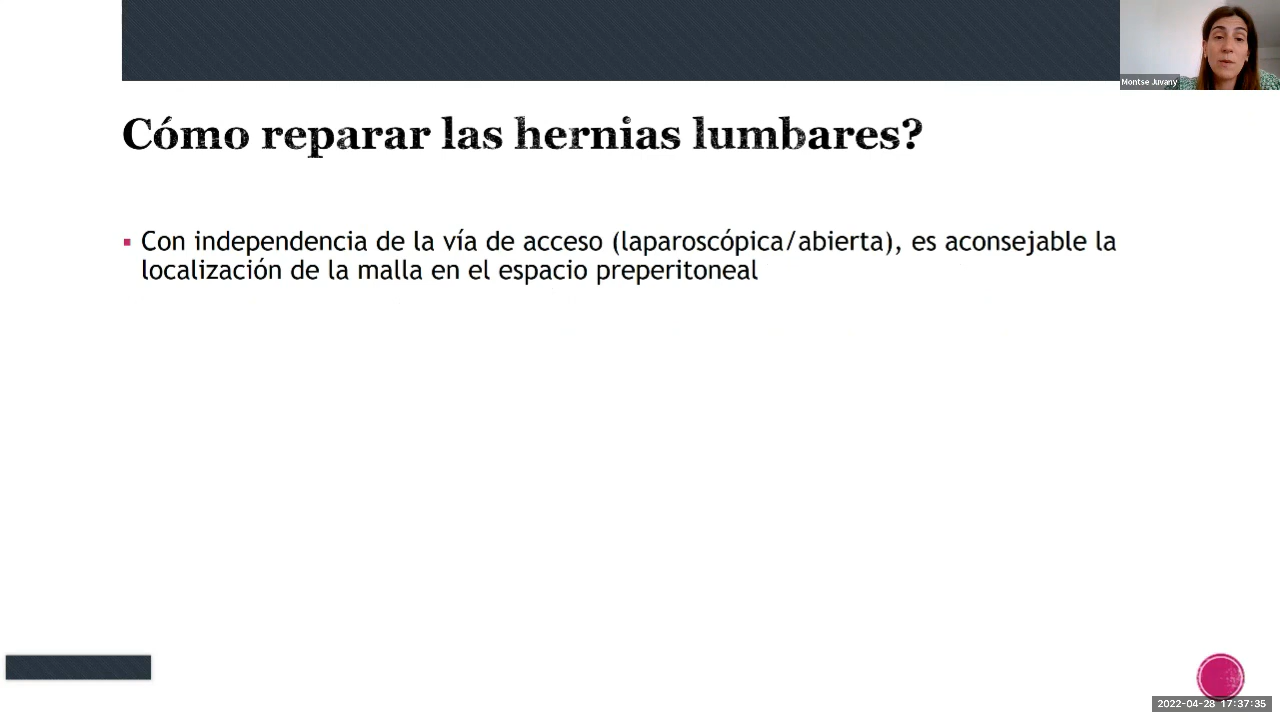 Montse Juvany
Cómo reparar las hernias lumbares?
Con independencia de la vía de acceso (laparoscópica/abierta), es aconsejable la
localización de la malla en el espacio preperitoneal
2022-04-28 17:37:35